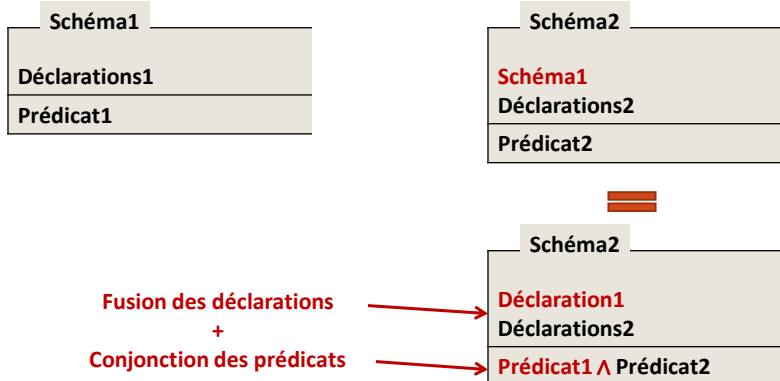 Schéma1
Déclarations1
Prédicat1
Schéma2
Schéma1
Déclarations2
Prédicat2
Schéma2
Déclaration1
Déclarations2
Prédicat1 ∧ Prédicat2
Fusion des déclarations
+
Conjonction des prédicats